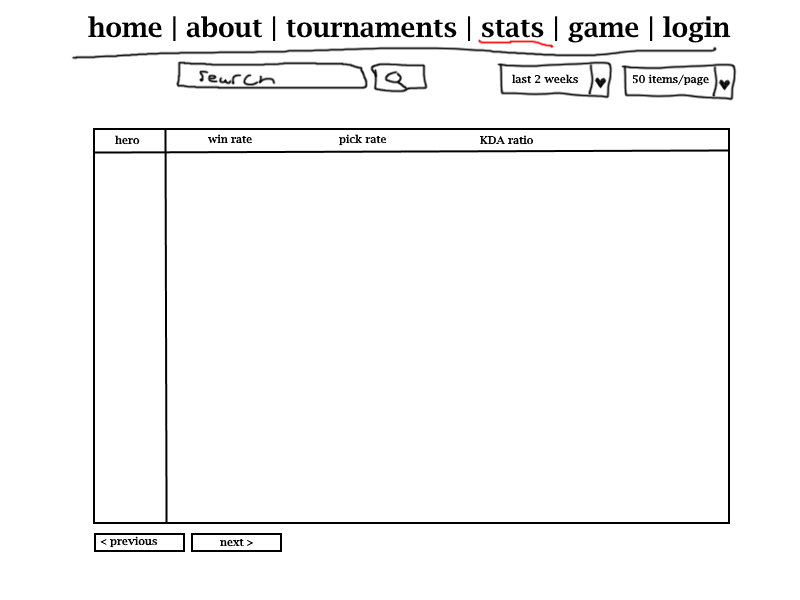 home | about | tournaments | stats | game | login
search
last 2 weeks
50 items/page
hero win rate pick rate KDA ratio
< previous next >